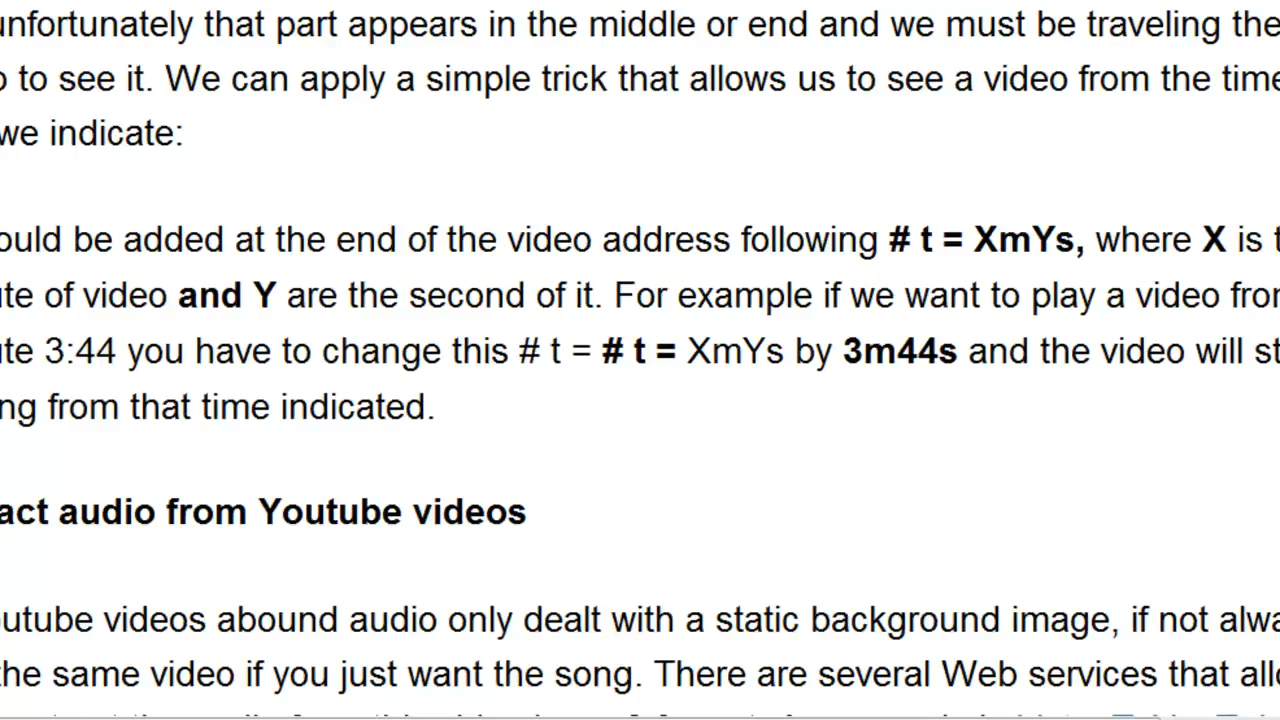 unfortunately that part appears in the middle or end and we must be traveling the
to see it. We can apply a simple trick that allows us to see a video from the time
we indicate:
ould be added at the end of the video address following # t = XmYs, where X is t
ute of video and Y are the second of it. For example if we want to play a video from
ute 3:44 you have to change this # t = # t = XmYs by 3m44s and the video will st
ng from that time indicated.
act audio from Youtube videos
outube videos abound audio only dealt with a static background image, if not alwa
the same video if you just want the song. There are several Web services that allo